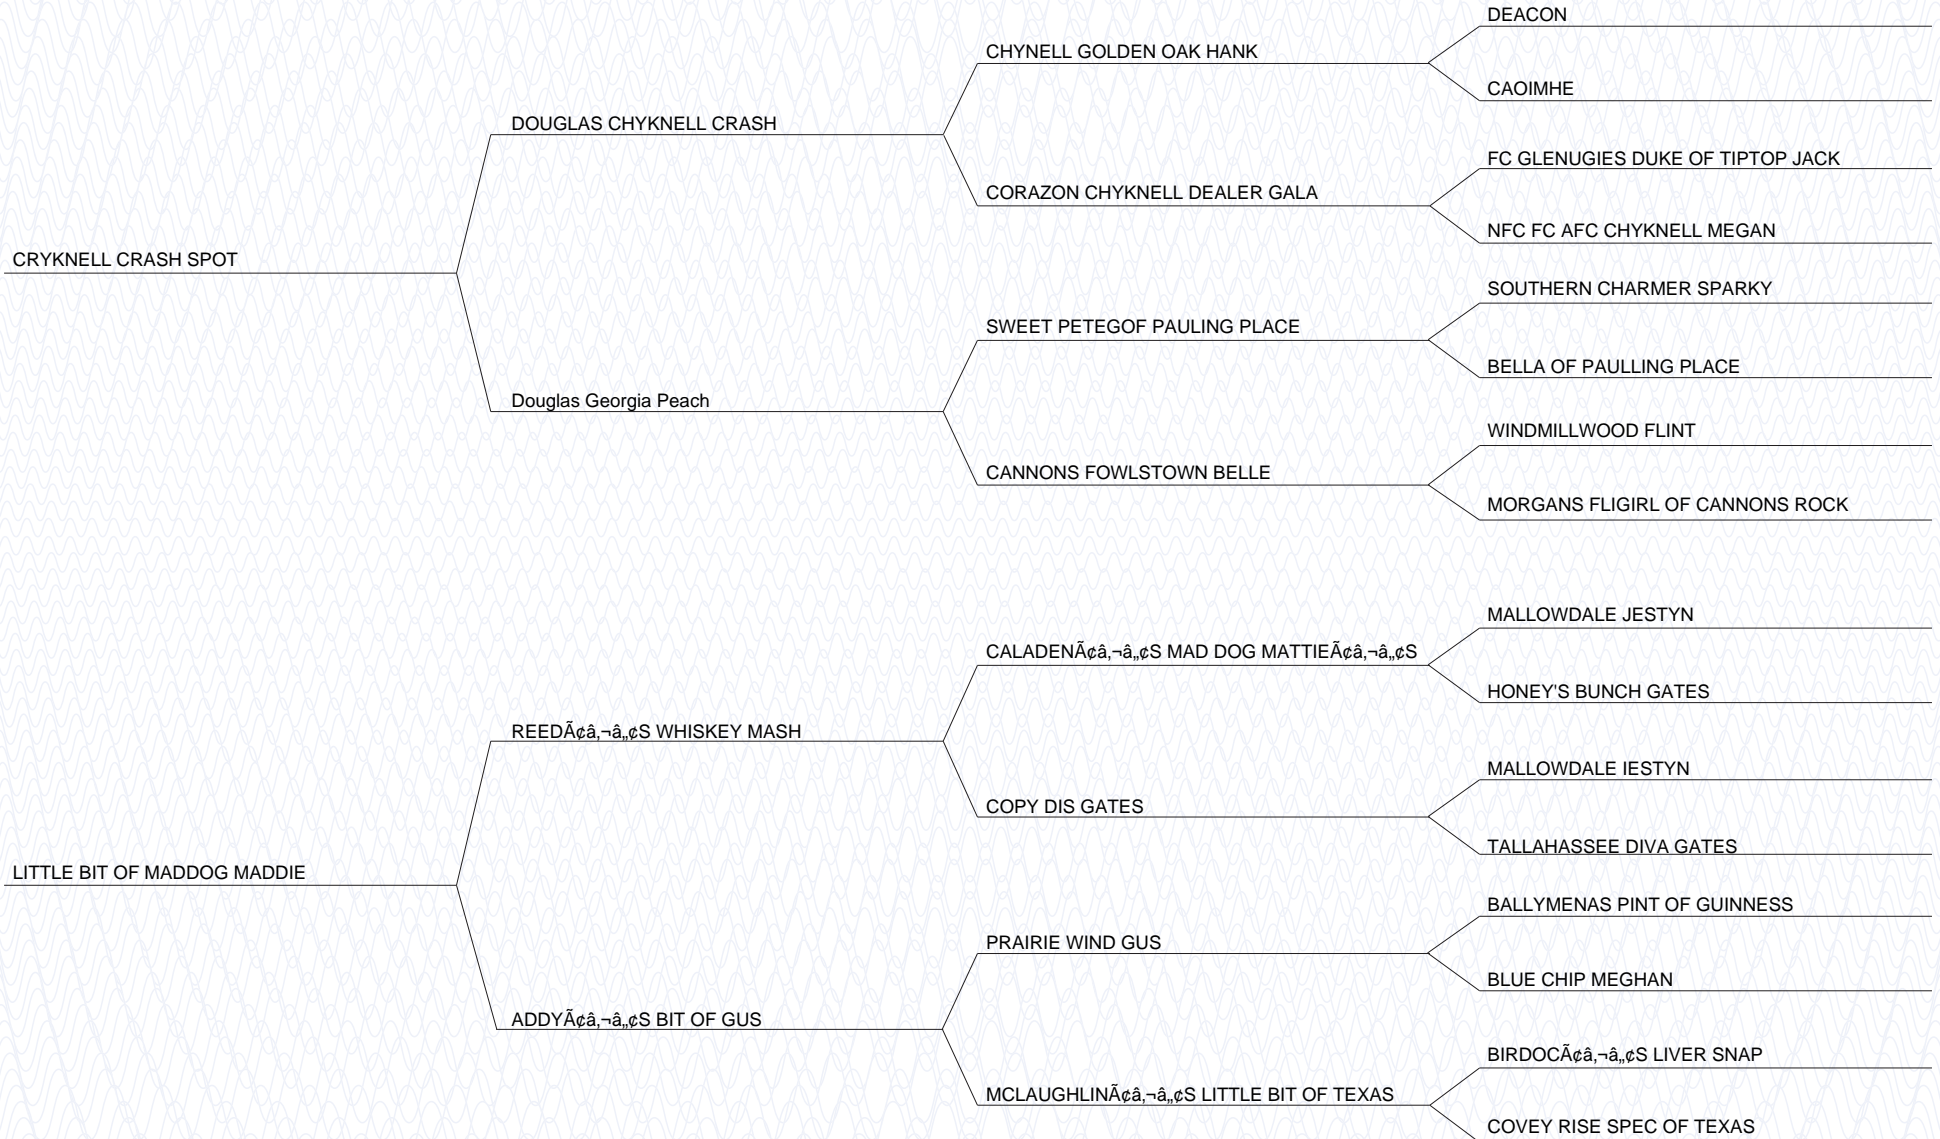 DEACON
CHYNELL GOLDEN OAK HANK
CAOIMHE
DOUGLAS CHYKNELL CRASH
FC GLENUGIES DUKE OF TIPTOP JACK
CORAZON CHYKNELL DEALER GALA
NFC FC AFC CHYKNELL MEGAN
CRYKNELL CRASH SPOT
SOUTHERN CHARMER SPARKY
SWEET PETEGOF PAULING PLACE
BELLA OF PAULLING PLACE
Douglas Georgia Peach
WINDMILLWOOD FLINT
CANNONS FOWLSTOWN BELLE
MORGANS FLIGIRL OF CANNONS ROCK
MALLOWDALE JESTYN
CALADENÃ¢â‚¬â„¢S MAD DOG MATTIEÃ¢â‚¬â„¢S
HONEY'S BUNCH GATES
REEDÃ¢â‚¬â„¢S WHISKEY MASH
MALLOWDALE IESTYN
COPY DIS GATES
TALLAHASSEE DIVA GATES
LITTLE BIT OF MADDOG MADDIE
BALLYMENAS PINT OF GUINNESS
PRAIRIE WIND GUS
BLUE CHIP MEGHAN
ADDYÃ¢â‚¬â„¢S BIT OF GUS
BIRDOCÃ¢â‚¬â„¢S LIVER SNAP
MCLAUGHLINÃ¢â‚¬â„¢S LITTLE BIT OF TEXAS
COVEY RISE SPEC OF TEXAS